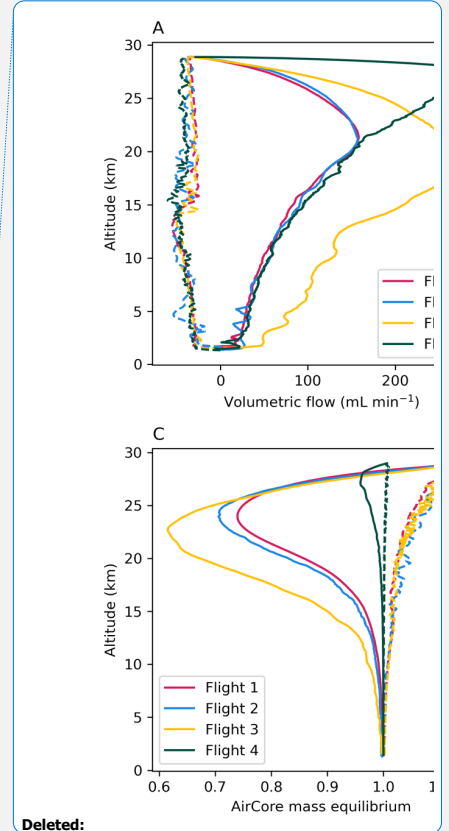 A
30
25
20
15
10
5
0
Altitude (km)
0 100 200
Volumetric flow (mL min⁻¹)
C
30
25
20
15
10
5
0
Altitude (km)
Flight 1
Flight 2
Flight 3
Flight 4
0.6 0.7 0.8 0.9 1.0
AirCore mass equilibrium
Deleted: